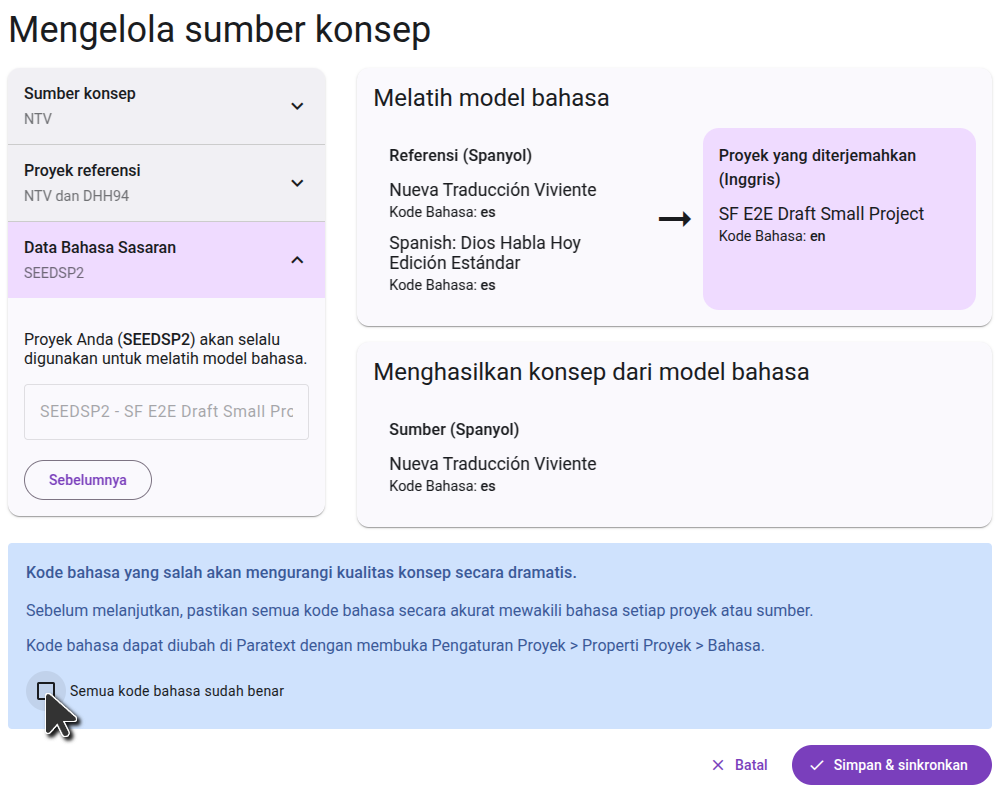 Mengelola sumber konsep
Sumber konsep
NTV
Proyek referensi
NTV dan DHH94
Data Bahasa Sasaran
SEEDSP2
Proyek Anda (SEEDSP2) akan selalu
digunakan untuk melatih model bahasa.
SEEDSP2 - SF E2E Draft Small Prc
Sebelumnya
Melatih model bahasa
Referensi (Spanyol)
Nueva Traducción Viviente
Kode Bahasa: es
Spanish: Dios Habla Hoy
Edición Estándar
Kode Bahasa: es
Proyek yang diterjemahkan
(Inggris)
SF E2E Draft Small Project
Kode Bahasa: en
Menghasilkan konsep dari model bahasa
Sumber (Spanyol)
Nueva Traducción Viviente
Kode Bahasa: es
Kode bahasa yang salah akan mengurangi kualitas konsep secara dramatis.
Sebelum melanjutkan, pastikan semua kode bahasa secara akurat mewakili bahasa setiap proyek atau sumber.
Kode bahasa dapat diubah di Paratext dengan membuka Pengaturan Proyek > Properti Proyek > Bahasa.
Semua kode bahasa sudah benar
Batal
Simpan & sinkronkan